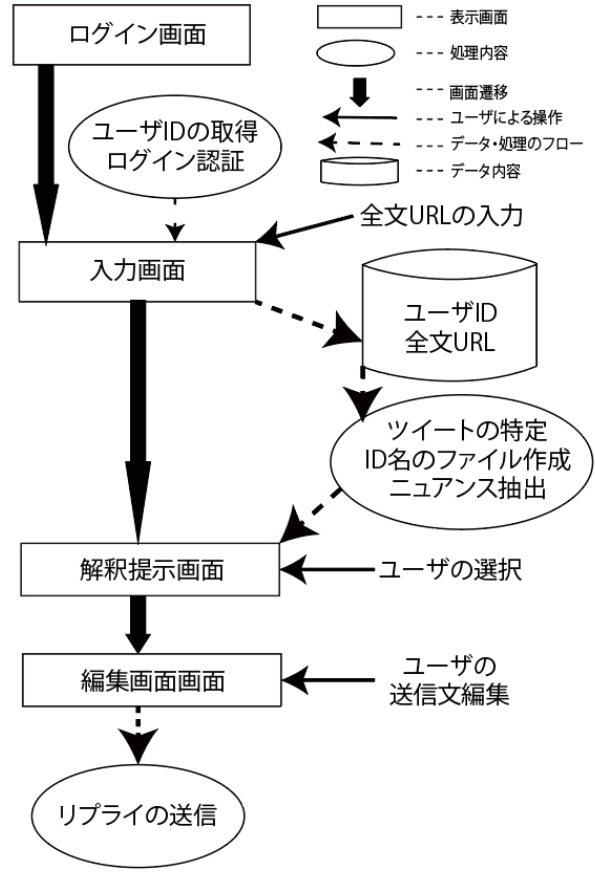 ログイン画面
--- 表示画面
--- 処理内容
--- 画面遷移
--- ユーザによる操作
--- データ・処理のフロー
--- データ内容
ユーザIDの取得
ログイン認証
全文URLの入力
入力画面
ユーザID
全文URL
ツイートの特定
ID名のファイル作成
ニュアンス抽出
解釈提示画面
ユーザの選択
編集画面画面
ユーザの
送信文編集
リプライの送信